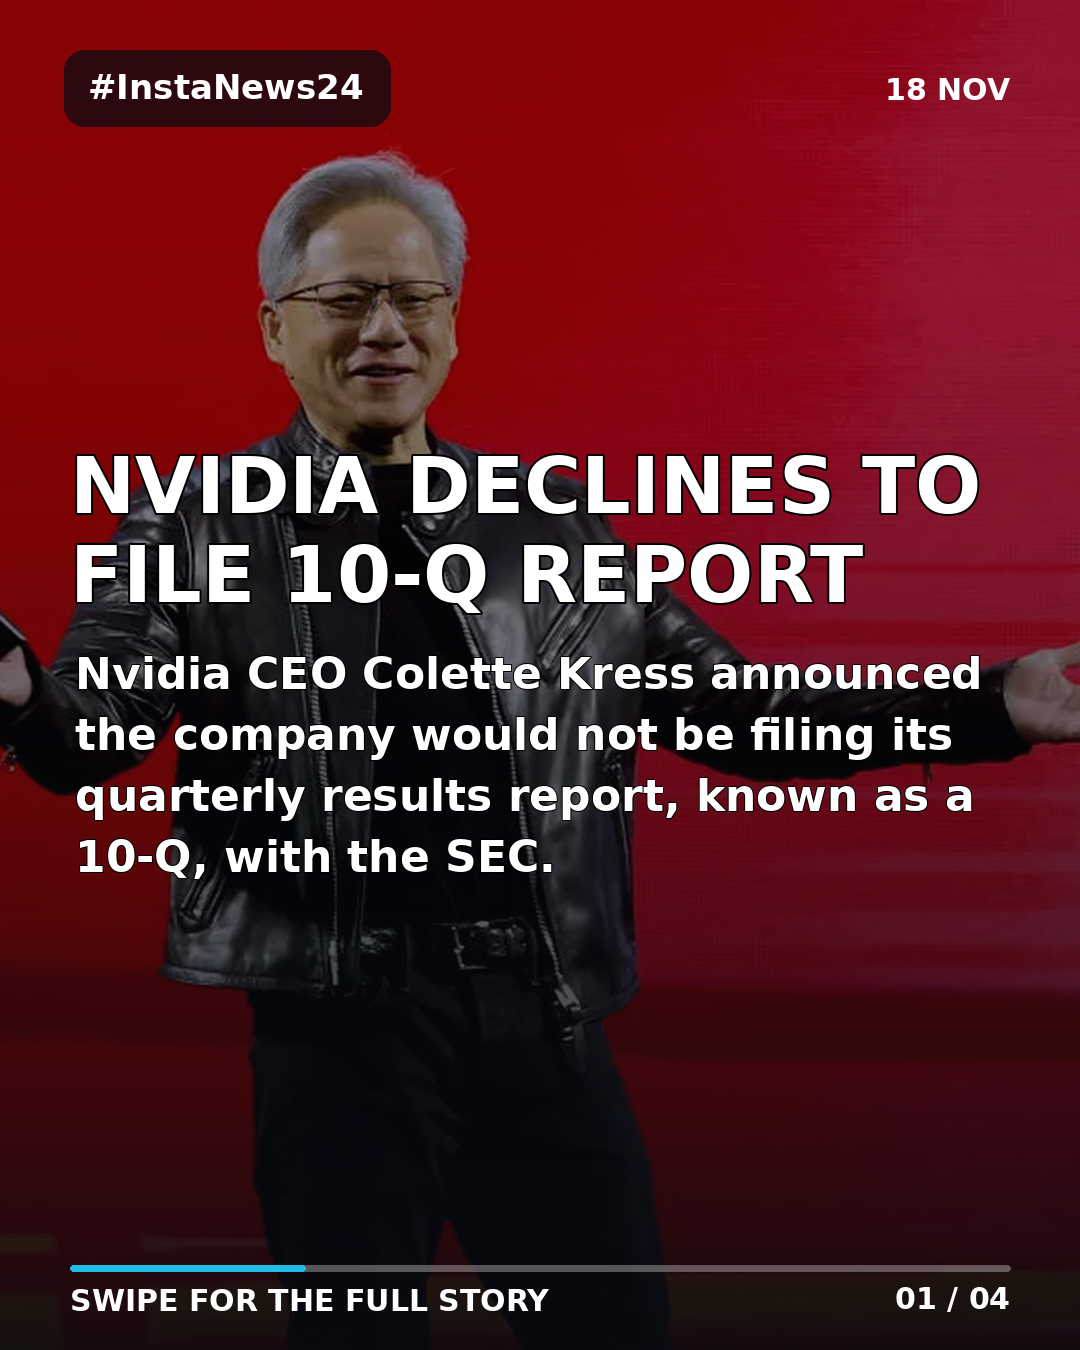 #InstaNews24
18 NOV
NVIDIA DECLINES TO
FILE 10-Q REPORT
Nvidia CEO Colette Kress announced
the company would not be filing its
quarterly results report, known as a
10-Q, with the SEC.
SWIPE FOR THE FULL STORY
01 / 04